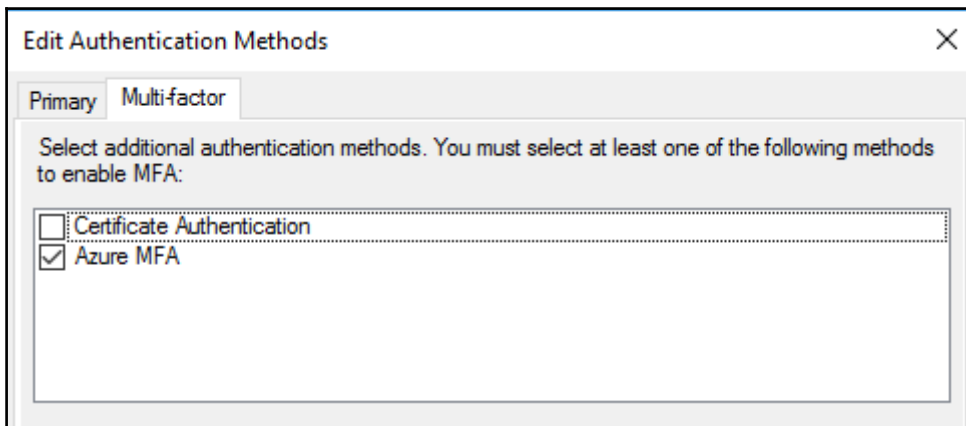 Edit Authentication Methods
Primary Multi-factor
Select additional authentication methods. You must select at least one of the following methods
to enable MFA:
Certificate Authentication
Azure MFA